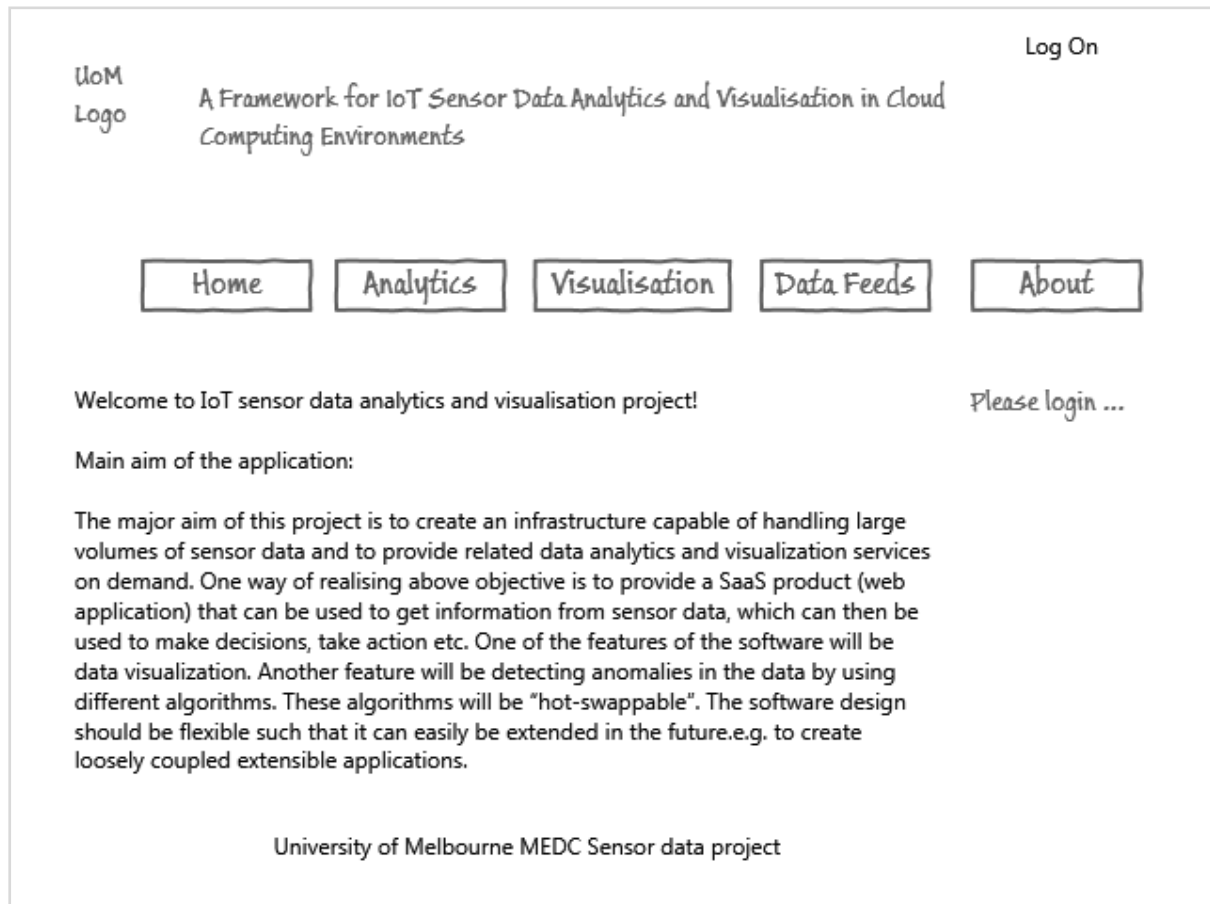 Log On
UoM
Logo
A Framework for IoT Sensor Data Analytics and Visualisation in Cloud
Computing Environments
Home
Analytics
Visualisation
Data Feeds
About
Welcome to IoT sensor data analytics and visualisation project!
Please login ...
Main aim of the application:
The major aim of this project is to create an infrastructure capable of handling large
volumes of sensor data and to provide related data analytics and visualization services
on demand. One way of realising above objective is to provide a SaaS product (web
application) that can be used to get information from sensor data, which can then be
used to make decisions, take action etc. One of the features of the software will be
data visualization. Another feature will be detecting anomalies in the data by using
different algorithms. These algorithms will be “hot-swappable”. The software design
should be flexible such that it can easily be extended in the future.e.g. to create
loosely coupled extensible applications.
University of Melbourne MEDC Sensor data project